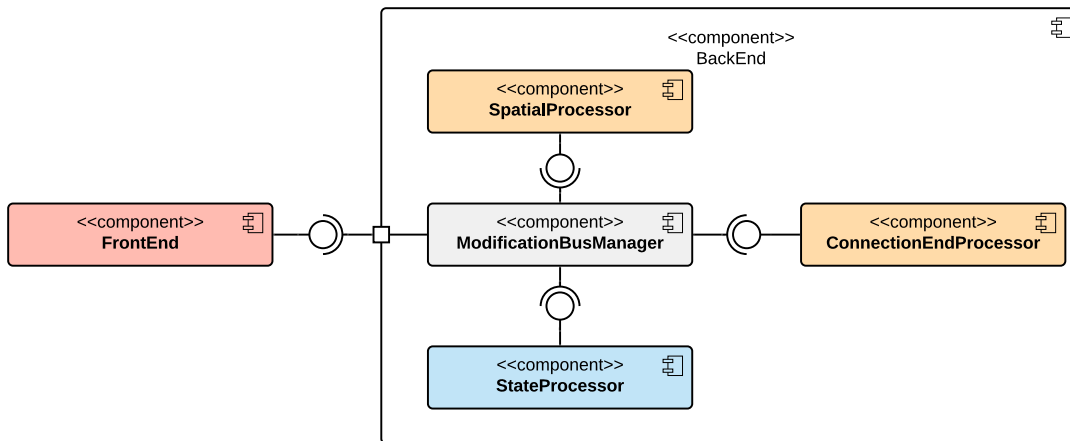 <<component>>
BackEnd
<<component>>
SpatialProcessor
<<component>>
FrontEnd
<<component>>
ModificationBusManager
<<component>>
ConnectionEndProcessor
<<component>>
StateProcessor